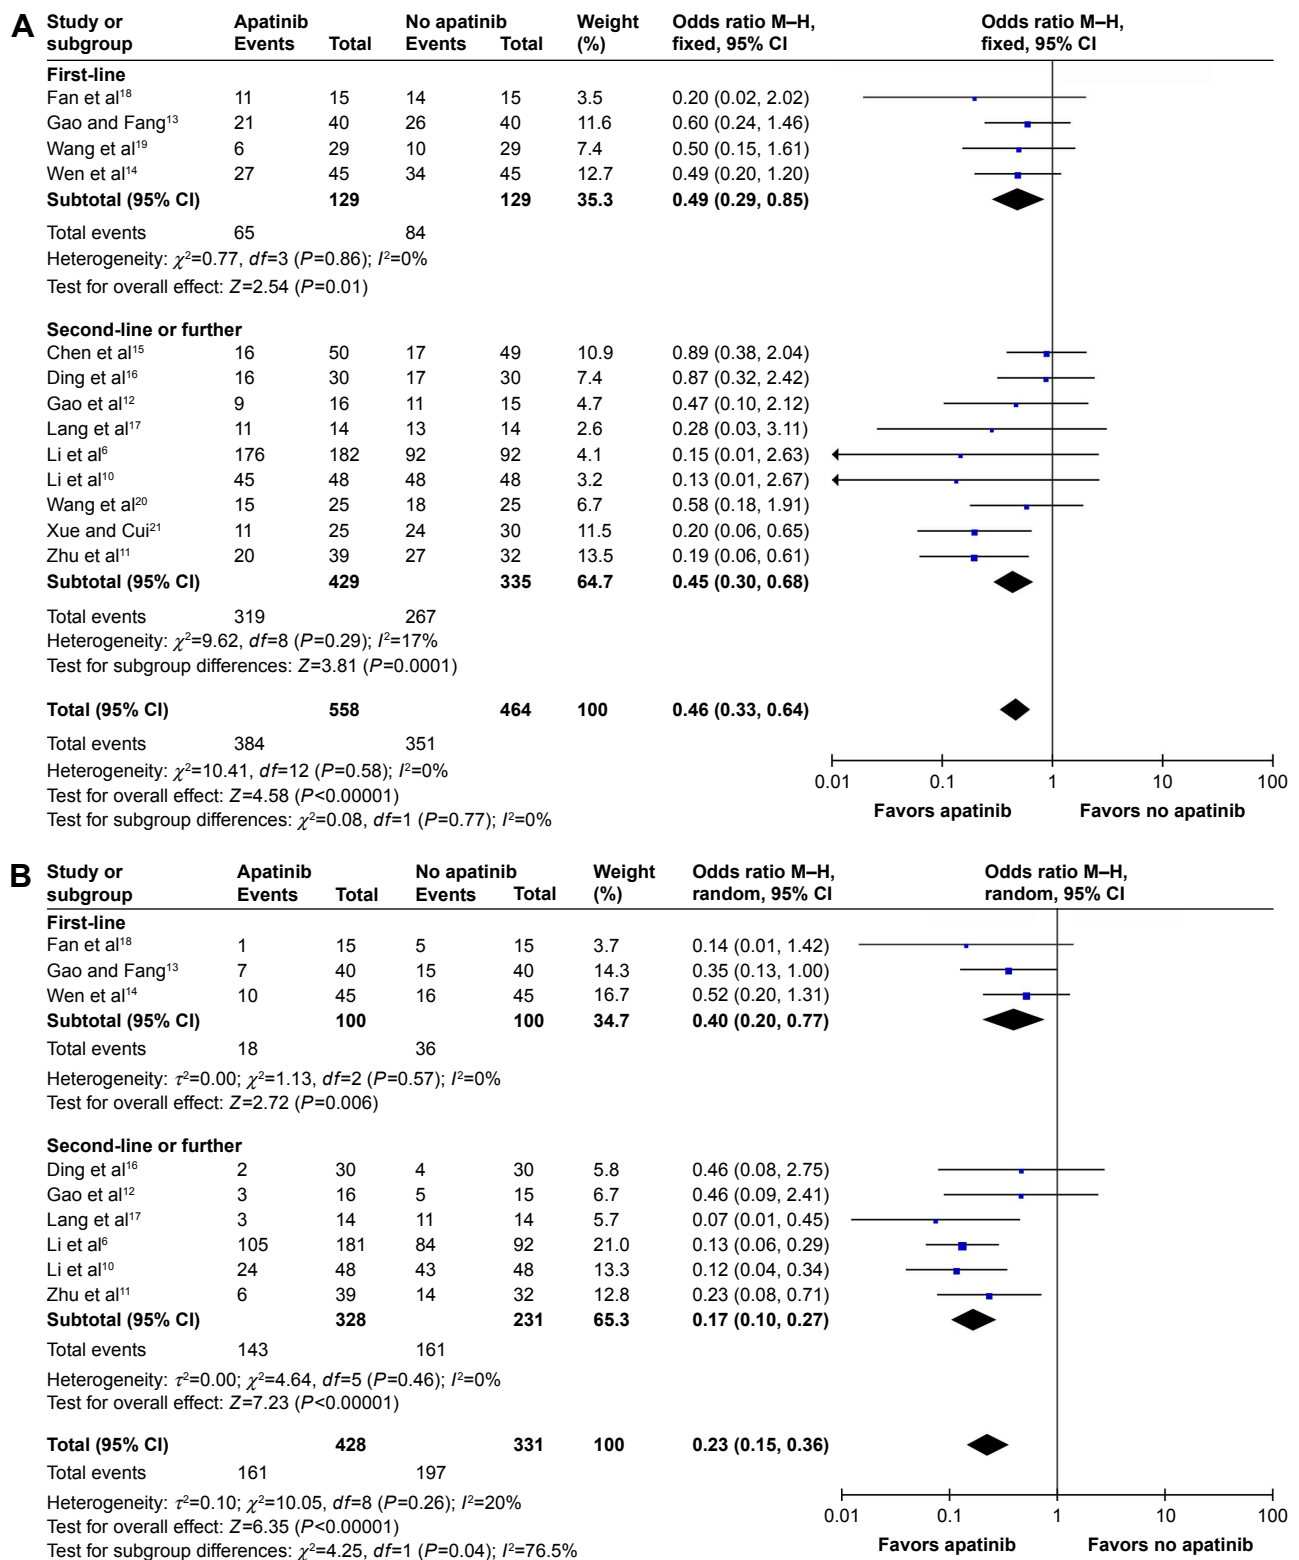 A Study or subgroup Apatinib Events Total No apatinib Events Total Weight (%) Odds ratio M–H, fixed, 95% CI Odds ratio M–H, fixed, 95% CI
First-line
Fan et al18 11 15 14 15 3.5 0.20 (0.02, 2.02)
Gao and Fang13 21 40 26 40 11.6 0.60 (0.24, 1.46)
Wang et al19 6 29 10 29 7.4 0.50 (0.15, 1.61)
Wen et al14 27 45 34 45 12.7 0.49 (0.20, 1.20)
Subtotal (95% CI) 129 129 35.3 0.49 (0.29, 0.85)
Total events 65 84
Heterogeneity: χ2=0.77, df=3 (P=0.86); I2=0%
Test for overall effect: Z=2.54 (P=0.01)
Second-line or further
Chen et al15 16 50 17 49 10.9 0.89 (0.38, 2.04)
Ding et al16 16 30 17 30 7.4 0.87 (0.32, 2.42)
Gao et al12 9 16 11 15 4.7 0.47 (0.10, 2.12)
Lang et al17 11 14 13 14 2.6 0.28 (0.03, 3.11)
Li et al6 176 182 92 92 4.1 0.15 (0.01, 2.63)
Li et al10 45 48 48 48 3.2 0.13 (0.01, 2.67)
Wang et al20 15 25 18 25 6.7 0.58 (0.18, 1.91)
Xue and Cui21 11 25 24 30 11.5 0.20 (0.06, 0.65)
Zhu et al11 20 39 27 32 13.5 0.19 (0.06, 0.61)
Subtotal (95% CI) 429 335 64.7 0.45 (0.30, 0.68)
Total events 319 267
Heterogeneity: χ2=9.62, df=8 (P=0.29); I2=17%
Test for subgroup differences: Z=3.81 (P=0.0001)
Total (95% CI) 558 464 100 0.46 (0.33, 0.64)
Total events 384 351
Heterogeneity: χ2=10.41, df=12 (P=0.58); I2=0%
Test for overall effect: Z=4.58 (P<0.00001)
Test for subgroup differences: χ2=0.08, df=1 (P=0.77); I2=0%
0.01 0.1 1 10 100
Favors apatinib Favors no apatinib
B Study or subgroup Apatinib Events Total No apatinib Events Total Weight (%) Odds ratio M–H, random, 95% CI Odds ratio M–H, random, 95% CI
First-line
Fan et al18 1 15 5 15 3.7 0.14 (0.01, 1.42)
Gao and Fang13 7 40 15 40 14.3 0.35 (0.13, 1.00)
Wen et al14 10 45 16 45 16.7 0.52 (0.20, 1.31)
Subtotal (95% CI) 100 100 34.7 0.40 (0.20, 0.77)
Total events 18 36
Heterogeneity: τ2=0.00; χ2=1.13, df=2 (P=0.57); I2=0%
Test for overall effect: Z=2.72 (P=0.006)
Second-line or further
Ding et al16 2 30 4 30 5.8 0.46 (0.08, 2.75)
Gao et al12 3 16 5 15 6.7 0.46 (0.09, 2.41)
Lang et al17 3 14 11 14 5.7 0.07 (0.01, 0.45)
Li et al6 105 181 84 92 21.0 0.13 (0.06, 0.29)
Li et al10 24 48 43 48 13.3 0.12 (0.04, 0.34)
Zhu et al11 6 39 14 32 12.8 0.23 (0.08, 0.71)
Subtotal (95% CI) 328 231 65.3 0.17 (0.10, 0.27)
Total events 143 161
Heterogeneity: τ2=0.00; χ2=4.64, df=5 (P=0.46); I2=0%
Test for overall effect: Z=7.23 (P<0.00001)
Total (95% CI) 428 331 100 0.23 (0.15, 0.36)
Total events 161 197
Heterogeneity: τ2=0.10; χ2=10.05, df=8 (P=0.26); I2=20%
Test for overall effect: Z=6.35 (P<0.00001)
Test for subgroup differences: χ2=4.25, df=1 (P=0.04); I2=76.5%
0.01 0.1 1 10 100
Favors apatinib Favors no apatinib